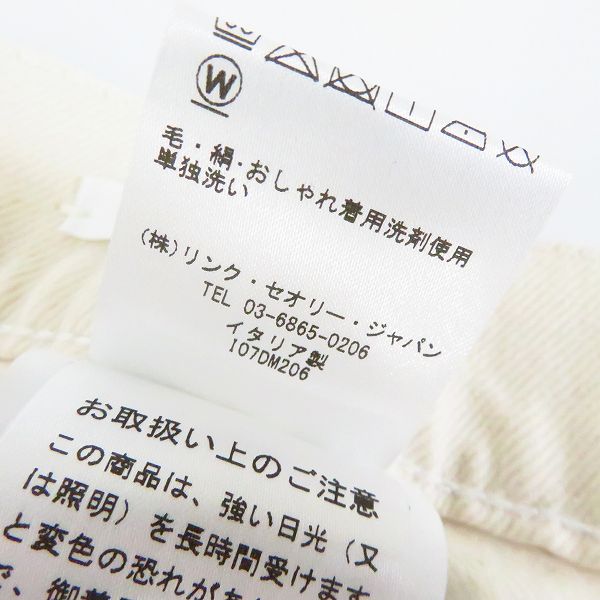 W
毛・絹・おしゃれ着用洗剤使用
単独洗い
(株)リンク・セオリー・ジャパン
TEL 03-6865-0206
イタリア製
I07DM206
お取扱い上のご注意
この商品は、強い日光(又
は照明)を長時間受けます
と変色の恐れがあ